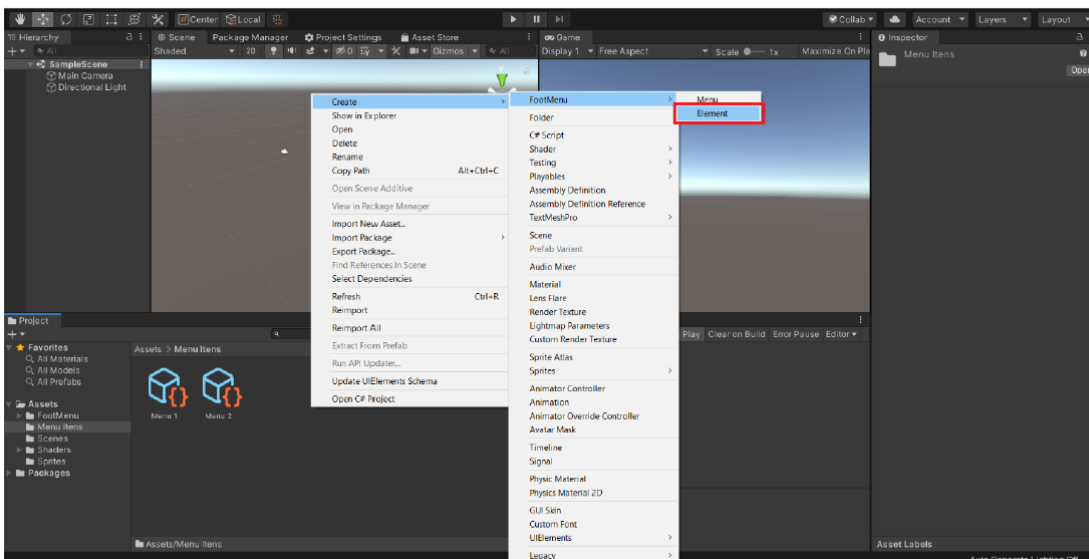 Center Local
Collab Account Layers Layout
Hierarchy
Scene Package Manager Project Settings Asset Store
Game
Inspector
All
Shaded 2D 0 Gizmos All
Display 1 Free Aspect Scale 1x Maximize On Pla
Menu Itens
Open
SampleScene
Main Camera
Directional Light
Create
Show in Explorer
Open
Delete
Rename
Copy Path Alt+Ctrl+C
Open Scene Additive
View in Package Manager
Import New Asset...
Import Package
Export Package...
Find References In Scene
Select Dependencies
Refresh Ctrl+R
Reimport
Reimport All
Extract From Prefab
Run API Updater...
Update UIElements Schema
Open C# Project
FootMenu
Folder
C# Script
Shader
Testing
Playables
Assembly Definition
Assembly Definition Reference
TextMeshPro
Scene
Prefab Variant
Audio Mixer
Material
Lens Flare
Render Texture
Lightmap Parameters
Custom Render Texture
Sprite Atlas
Sprites
Animator Controller
Animation
Animator Override Controller
Avatar Mask
Timeline
Signal
Physic Material
Physics Material 2D
GUI Skin
Custom Font
UIElements
Legacy
Menu
Element
Project
Play Clear on Build Error Pause Editor
Favorites
All Materials
All Models
All Prefabs
Assets
FootMenu
Menu Itens
Scenes
Shaders
Sprites
Packages
Assets > Menu Itens
Menu 1 Menu 2
Assets/Menu Itens
Asset Labels
Auto Generate Lighting Off